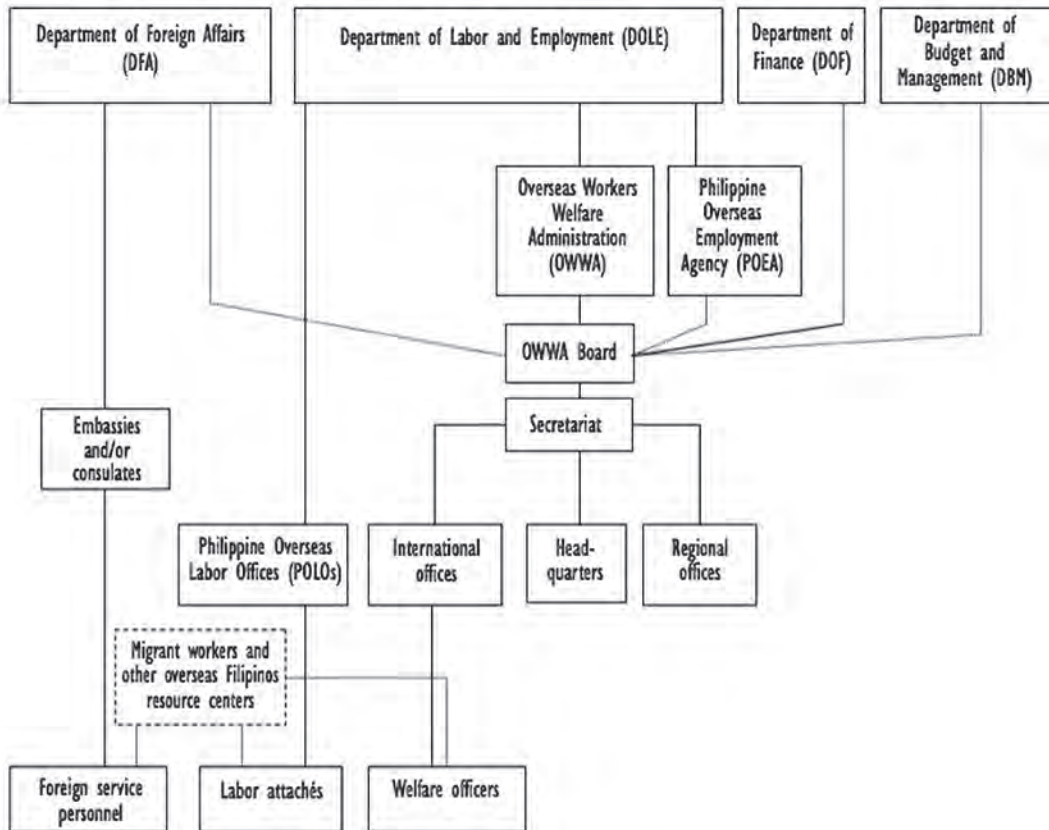 Department of Foreign Affairs
(DFA)
Department of Labor and Employment (DOLE)
Department of
Finance (DOF)
Department of
Budget and
Management (DBM)
Overseas Workers
Welfare
Administration
(OWWA)
Philippine
Overseas
Employment
Agency (POEA)
OWWA Board
Secretariat
Embassies
and/or
consulates
Philippine Overseas
Labor Offices (POLOs)
International
offices
Head-
quarters
Regional
offices
Migrant workers and
other overseas Filipinos
resource centers
Foreign service
personnel
Labor attachés
Welfare officers